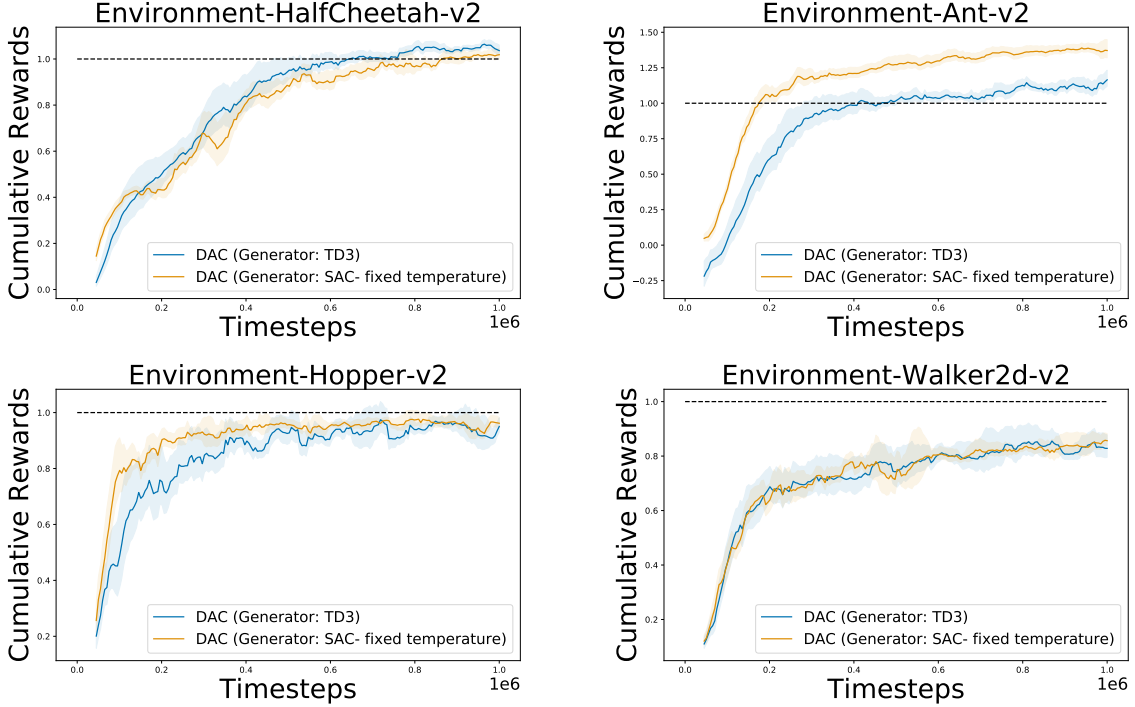 Environment-HalfCheetah-v2
Cumulative Rewards
1.0
0.8
0.6
0.4
0.2
0.0
DAC (Generator: TD3)
DAC (Generator: SAC- fixed temperature)
0.0 0.2 0.4 0.6 0.8 1.0
1e6
Timesteps
Environment-Ant-v2
Cumulative Rewards
1.50
1.25
1.00
0.75
0.50
0.25
0.00
−0.25
DAC (Generator: TD3)
DAC (Generator: SAC- fixed temperature)
0.0 0.2 0.4 0.6 0.8 1.0
1e6
Timesteps
Environment-Hopper-v2
Cumulative Rewards
1.0
0.8
0.6
0.4
0.2
DAC (Generator: TD3)
DAC (Generator: SAC- fixed temperature)
0.0 0.2 0.4 0.6 0.8 1.0
1e6
Timesteps
Environment-Walker2d-v2
Cumulative Rewards
1.0
0.8
0.6
0.4
0.2
DAC (Generator: TD3)
DAC (Generator: SAC- fixed temperature)
0.0 0.2 0.4 0.6 0.8 1.0
1e6
Timesteps